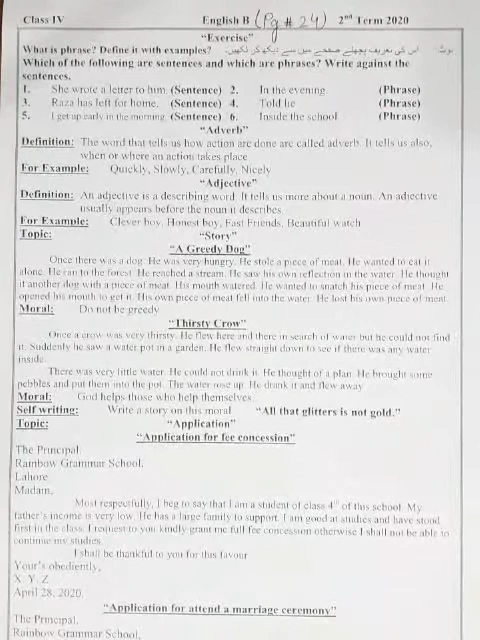 Class IV English B (Pg # 24) 2nd Term 2020
"Exercise"
What is phrase? Define it with examples? نوٹ: اس کی تعریف پچھلے صفحے میں سے دیکھ کر لکھیں۔
Which of the following are sentences and which are phrases? Write against the
sentences.
1. She wrote a letter to him. (Sentence) 2. In the evening (Phrase)
3. Raza has left for home. (Sentence) 4. Told lie (Phrase)
5. I get up early in the morning (Sentence) 6. Inside the school (Phrase)
"Adverb"
Definition: The word that tells us how action are done are called adverb. It tells us also,
when or where an action takes place
For Example: Quickly, Slowly, Carefully, Nicely
"Adjective"
Definition: An adjective is a describing word. It tells us more about a noun. An adjective
usually appears before the noun it describes
For Example: Clever boy, Honest boy, Fast Friends, Beautiful watch
Topic: "Story"
"A Greedy Dog"
Once there was a dog. He was very hungry. He stole a piece of meat. He wanted to eat it
alone. He ran to the forest. He reached a stream. He saw his own reflection in the water. He thought
it another dog with a piece of meat. His mouth watered. He wanted to snatch his piece of meat. He
opened his mouth to get it. His own piece of meat fell into the water. He lost his own piece of meat.
Moral: Do not be greedy
"Thirsty Crow"
Once a crow was very thirsty. He flew here and there in search of water but he could not find
it. Suddenly he saw a water pot in a garden. He flew straight down to see if there was any water
inside.
There was very little water. He could not drink it. He thought of a plan. He brought some
pebbles and put them into the pot. The water rose up. He drank it and flew away
Moral: God helps those who help themselves
Self writing: Write a story on this moral "All that glitters is not gold."
Topic: "Application"
"Application for fee concession"
The Principal,
Rainbow Grammar School,
Lahore
Madam,
Most respectfully, I beg to say that I am a student of class 4th of this school. My
father's income is very low. He has a large family to support. I am good at studies and have stood
first in the class. I request to you kindly grant me full fee concession otherwise I shall not be able to
continue my studies.
I shall be thankful to you for this favour
Your's obediently,
X. Y. Z
April 28, 2020.
"Application for attend a marriage ceremony"
The Principal,
Rainbow Grammar School,